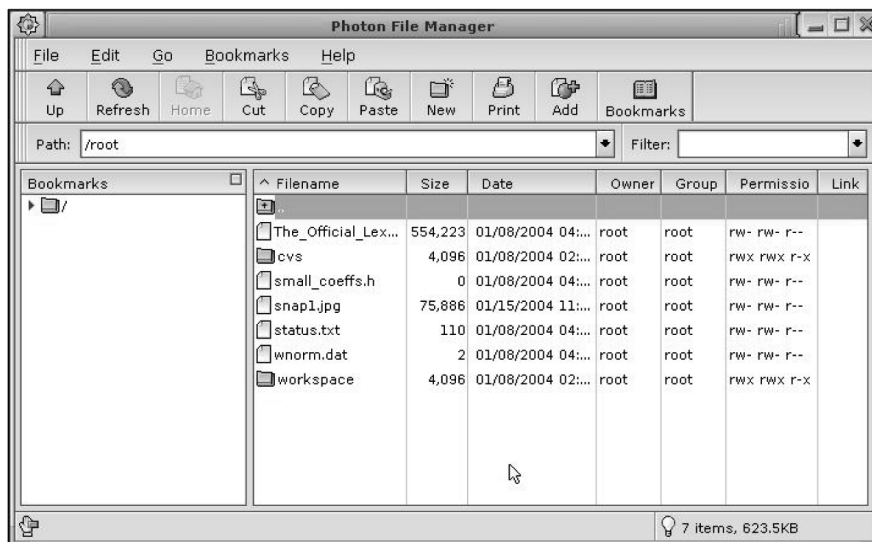 Photon File Manager
File Edit Go Bookmarks Help
Up Refresh Home Cut Copy Paste New Print Add Bookmarks
Path: /root Filter:
Bookmarks ^ Filename Size Date Owner Group Permissio Link
/ ..
The_Official_Lex... 554,223 01/08/2004 04:... root root rw- rw- r--
cvs 4,096 01/08/2004 02:... root root rwx rwx r-x
small_coeffs.h 0 01/08/2004 04:... root root rw- rw- r--
snap1.jpg 75,886 01/15/2004 11:... root root rw- rw- r--
status.txt 110 01/08/2004 04:... root root rw- rw- r--
wnorm.dat 2 01/08/2004 04:... root root rw- rw- r--
workspace 4,096 01/08/2004 02:... root root rwx rwx r-x
7 items, 623.5KB